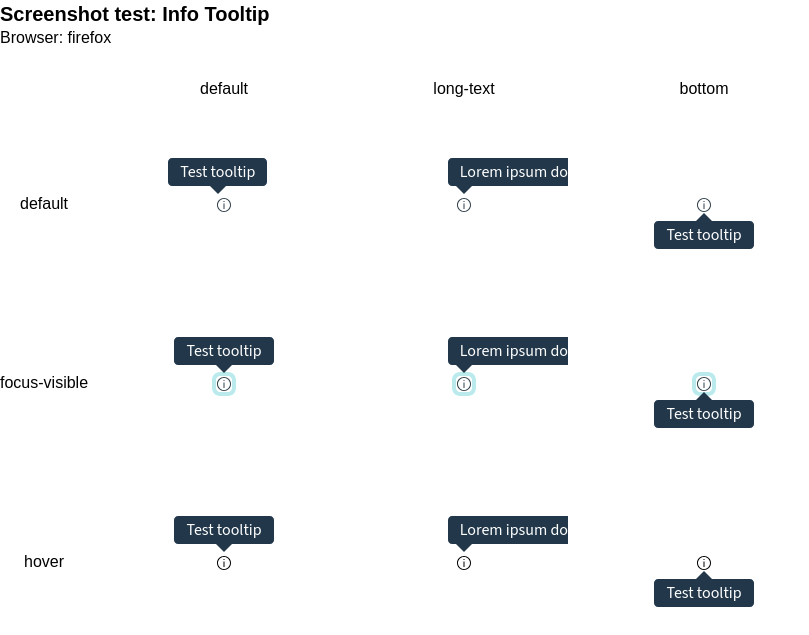 Screenshot test: Info Tooltip
Browser: firefox
default long-text bottom
Test tooltip Lorem ipsum do
default
Test tooltip
Test tooltip Lorem ipsum do
focus-visible
Test tooltip
Test tooltip Lorem ipsum do
hover
Test tooltip